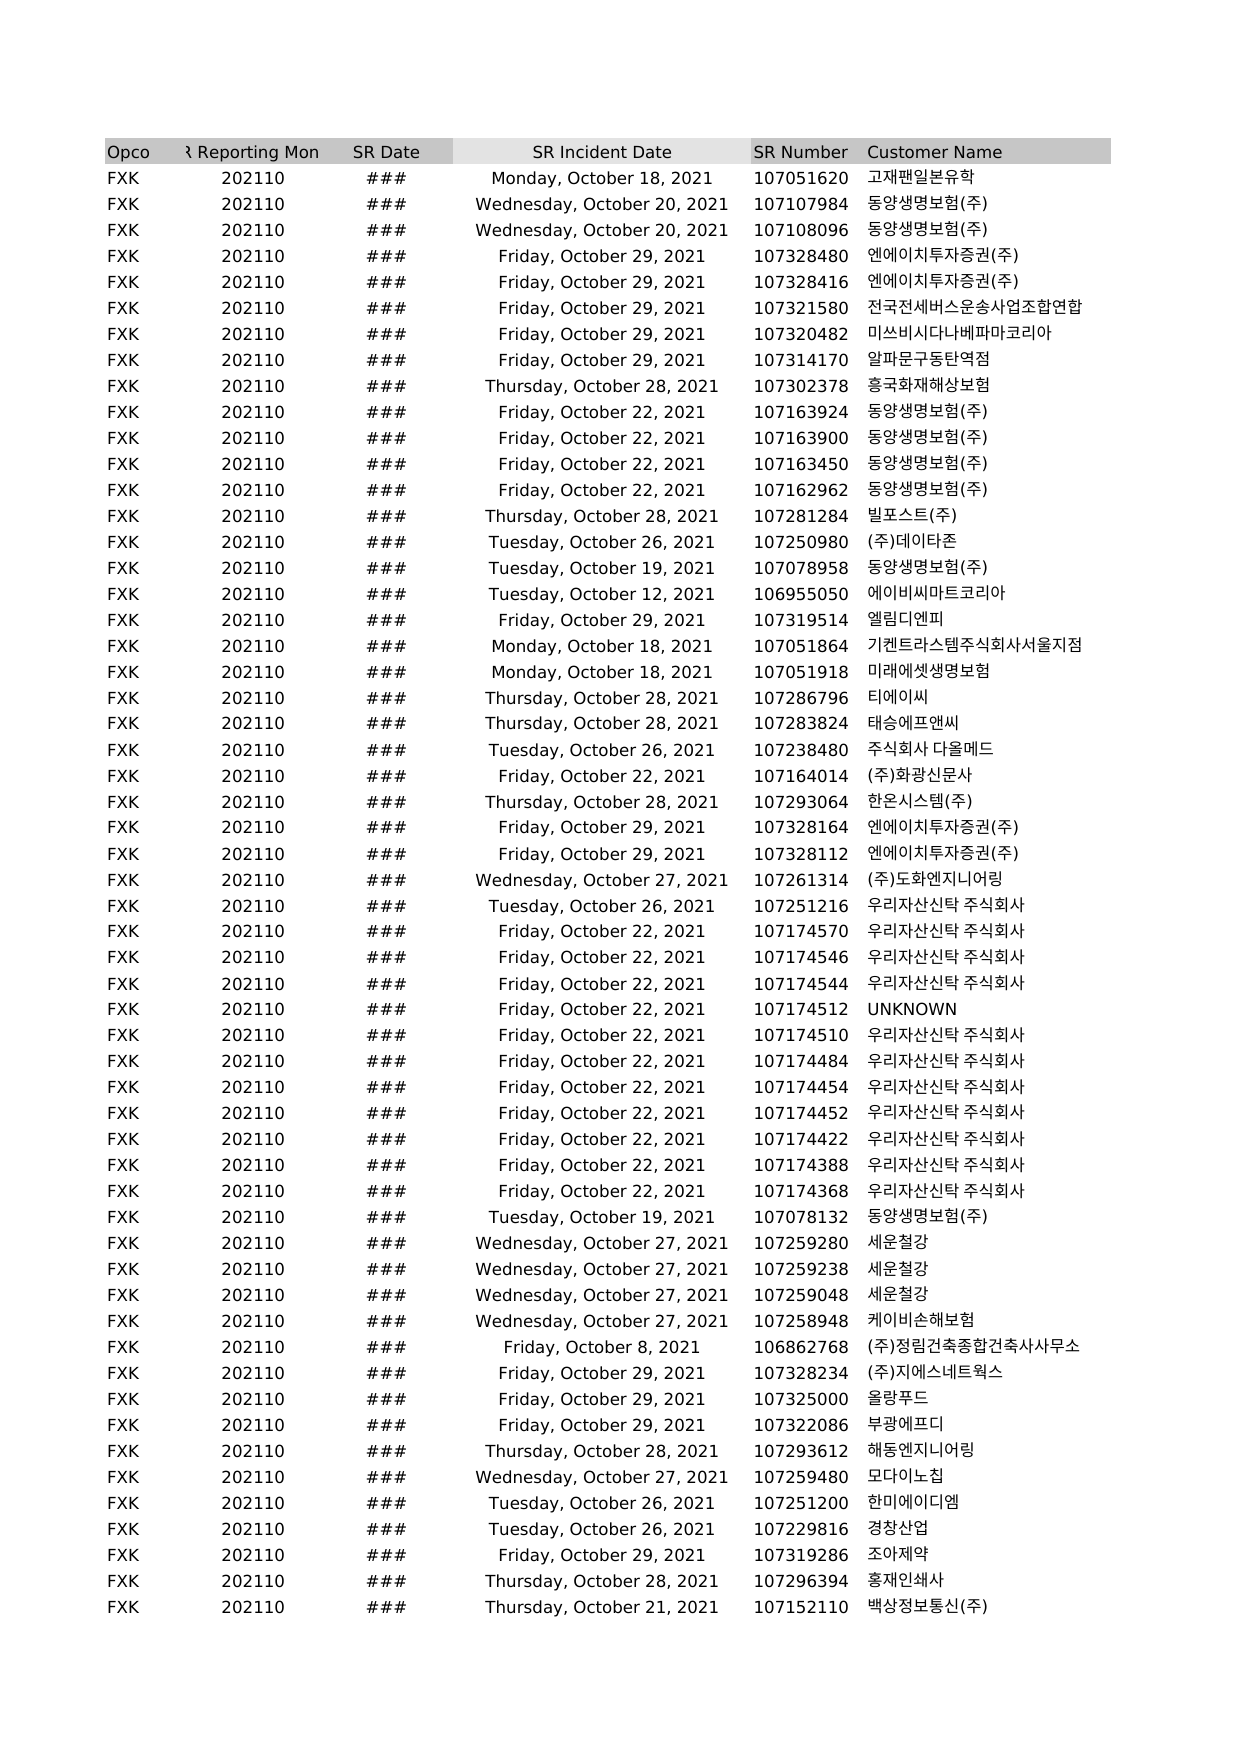 Opco R Reporting Mon SR Date SR Incident Date SR Number Customer Name
FXK 202110 ### Monday, October 18, 2021 107051620 고재팬일본유학
FXK 202110 ### Wednesday, October 20, 2021 107107984 동양생명보험(주)
FXK 202110 ### Wednesday, October 20, 2021 107108096 동양생명보험(주)
FXK 202110 ### Friday, October 29, 2021 107328480 엔에이치투자증권(주)
FXK 202110 ### Friday, October 29, 2021 107328416 엔에이치투자증권(주)
FXK 202110 ### Friday, October 29, 2021 107321580 전국전세버스운송사업조합연합
FXK 202110 ### Friday, October 29, 2021 107320482 미쓰비시다나베파마코리아
FXK 202110 ### Friday, October 29, 2021 107314170 알파문구동탄역점
FXK 202110 ### Thursday, October 28, 2021 107302378 흥국화재해상보험
FXK 202110 ### Friday, October 22, 2021 107163924 동양생명보험(주)
FXK 202110 ### Friday, October 22, 2021 107163900 동양생명보험(주)
FXK 202110 ### Friday, October 22, 2021 107163450 동양생명보험(주)
FXK 202110 ### Friday, October 22, 2021 107162962 동양생명보험(주)
FXK 202110 ### Thursday, October 28, 2021 107281284 빌포스트(주)
FXK 202110 ### Tuesday, October 26, 2021 107250980 (주)데이타존
FXK 202110 ### Tuesday, October 19, 2021 107078958 동양생명보험(주)
FXK 202110 ### Tuesday, October 12, 2021 106955050 에이비씨마트코리아
FXK 202110 ### Friday, October 29, 2021 107319514 엘림디엔피
FXK 202110 ### Monday, October 18, 2021 107051864 기켄트라스템주식회사서울지점
FXK 202110 ### Monday, October 18, 2021 107051918 미래에셋생명보험
FXK 202110 ### Thursday, October 28, 2021 107286796 티에이씨
FXK 202110 ### Thursday, October 28, 2021 107283824 태승에프앤씨
FXK 202110 ### Tuesday, October 26, 2021 107238480 주식회사 다올메드
FXK 202110 ### Friday, October 22, 2021 107164014 (주)화광신문사
FXK 202110 ### Thursday, October 28, 2021 107293064 한온시스템(주)
FXK 202110 ### Friday, October 29, 2021 107328164 엔에이치투자증권(주)
FXK 202110 ### Friday, October 29, 2021 107328112 엔에이치투자증권(주)
FXK 202110 ### Wednesday, October 27, 2021 107261314 (주)도화엔지니어링
FXK 202110 ### Tuesday, October 26, 2021 107251216 우리자산신탁 주식회사
FXK 202110 ### Friday, October 22, 2021 107174570 우리자산신탁 주식회사
FXK 202110 ### Friday, October 22, 2021 107174546 우리자산신탁 주식회사
FXK 202110 ### Friday, October 22, 2021 107174544 우리자산신탁 주식회사
FXK 202110 ### Friday, October 22, 2021 107174512 UNKNOWN
FXK 202110 ### Friday, October 22, 2021 107174510 우리자산신탁 주식회사
FXK 202110 ### Friday, October 22, 2021 107174484 우리자산신탁 주식회사
FXK 202110 ### Friday, October 22, 2021 107174454 우리자산신탁 주식회사
FXK 202110 ### Friday, October 22, 2021 107174452 우리자산신탁 주식회사
FXK 202110 ### Friday, October 22, 2021 107174422 우리자산신탁 주식회사
FXK 202110 ### Friday, October 22, 2021 107174388 우리자산신탁 주식회사
FXK 202110 ### Friday, October 22, 2021 107174368 우리자산신탁 주식회사
FXK 202110 ### Tuesday, October 19, 2021 107078132 동양생명보험(주)
FXK 202110 ### Wednesday, October 27, 2021 107259280 세운철강
FXK 202110 ### Wednesday, October 27, 2021 107259238 세운철강
FXK 202110 ### Wednesday, October 27, 2021 107259048 세운철강
FXK 202110 ### Wednesday, October 27, 2021 107258948 케이비손해보험
FXK 202110 ### Friday, October 8, 2021 106862768 (주)정림건축종합건축사사무소
FXK 202110 ### Friday, October 29, 2021 107328234 (주)지에스네트웍스
FXK 202110 ### Friday, October 29, 2021 107325000 올랑푸드
FXK 202110 ### Friday, October 29, 2021 107322086 부광에프디
FXK 202110 ### Thursday, October 28, 2021 107293612 해동엔지니어링
FXK 202110 ### Wednesday, October 27, 2021 107259480 모다이노칩
FXK 202110 ### Tuesday, October 26, 2021 107251200 한미에이디엠
FXK 202110 ### Tuesday, October 26, 2021 107229816 경창산업
FXK 202110 ### Friday, October 29, 2021 107319286 조아제약
FXK 202110 ### Thursday, October 28, 2021 107296394 홍재인쇄사
FXK 202110 ### Thursday, October 21, 2021 107152110 백상정보통신(주)